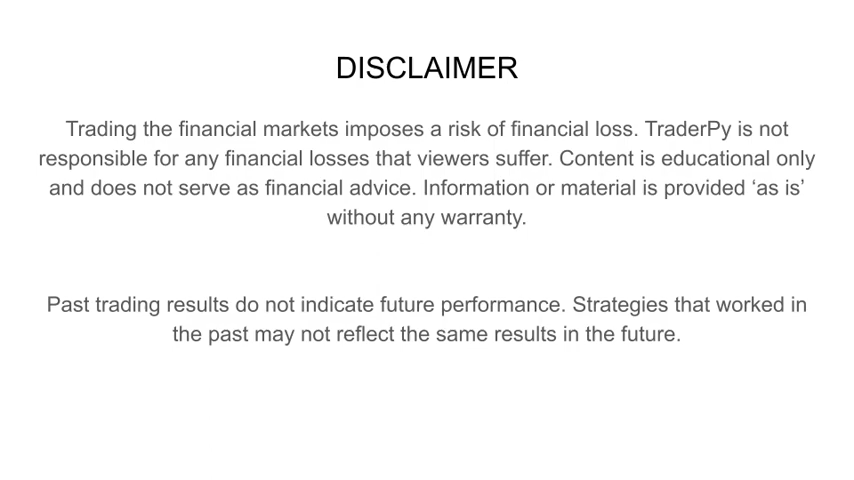 DISCLAIMER
Trading the financial markets imposes a risk of financial loss. TraderPy is not
responsible for any financial losses that viewers suffer. Content is educational only
and does not serve as financial advice. Information or material is provided ‘as is’
without any warranty.
Past trading results do not indicate future performance. Strategies that worked in
the past may not reflect the same results in the future.